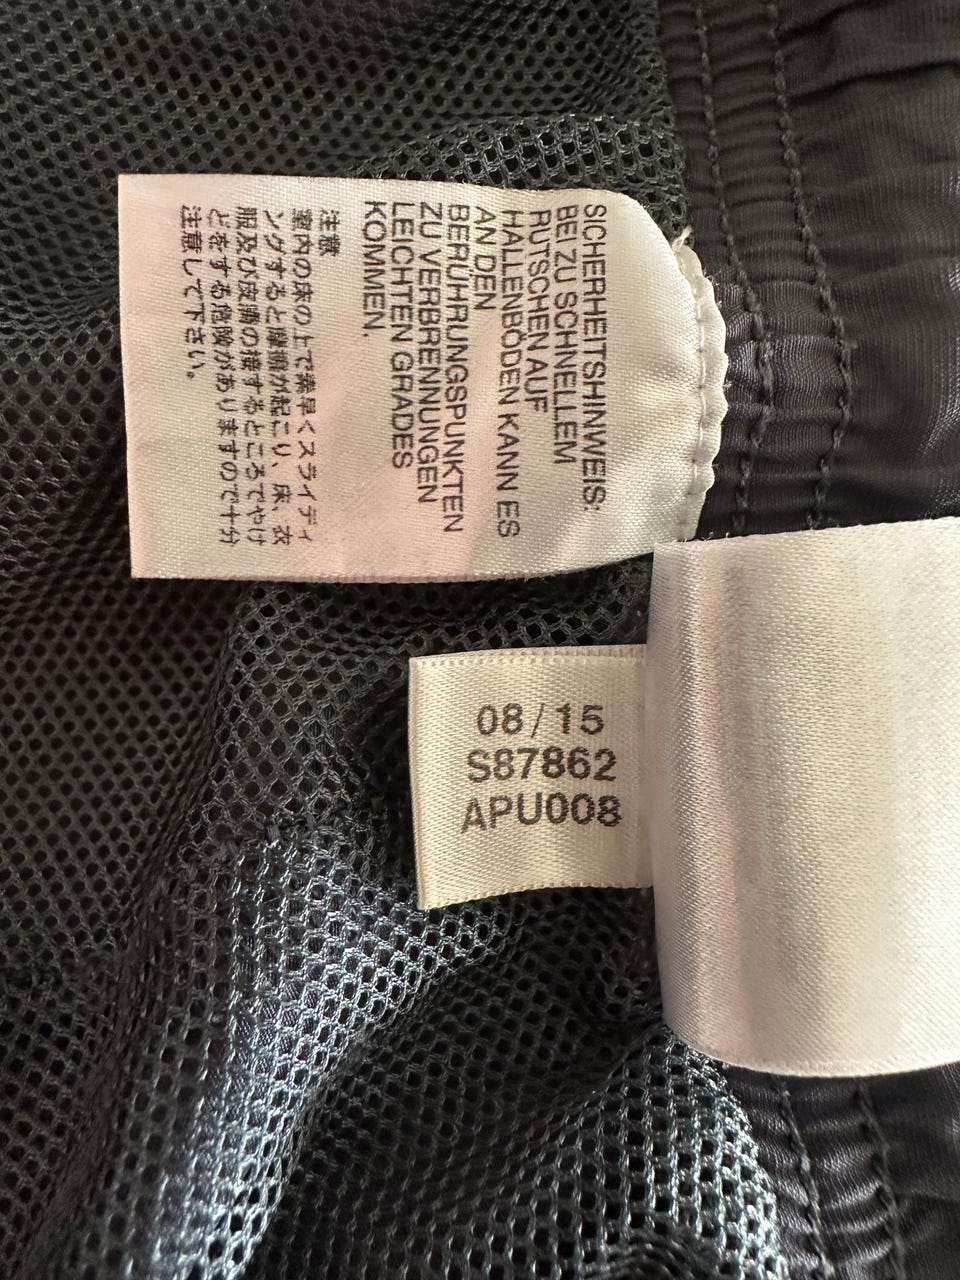 SICHERHEITSHINWEIS:
BEI ZU SCHNELLEM
RUTSCHEN AUF
HALLENBÖDEN KANN ES
AN DEN
BERÜHRUNGSPUNKTEN
ZU VERBRENNUNGEN
LEICHTEN GRADES
KOMMEN.
注意
室内の床の上で素早くスライディ
ングすると摩擦が起こり、床、衣
服及び皮膚の接するところでやけ
どをする危険がありますので十分
注意して下さい。
08/15
S87862
APU008